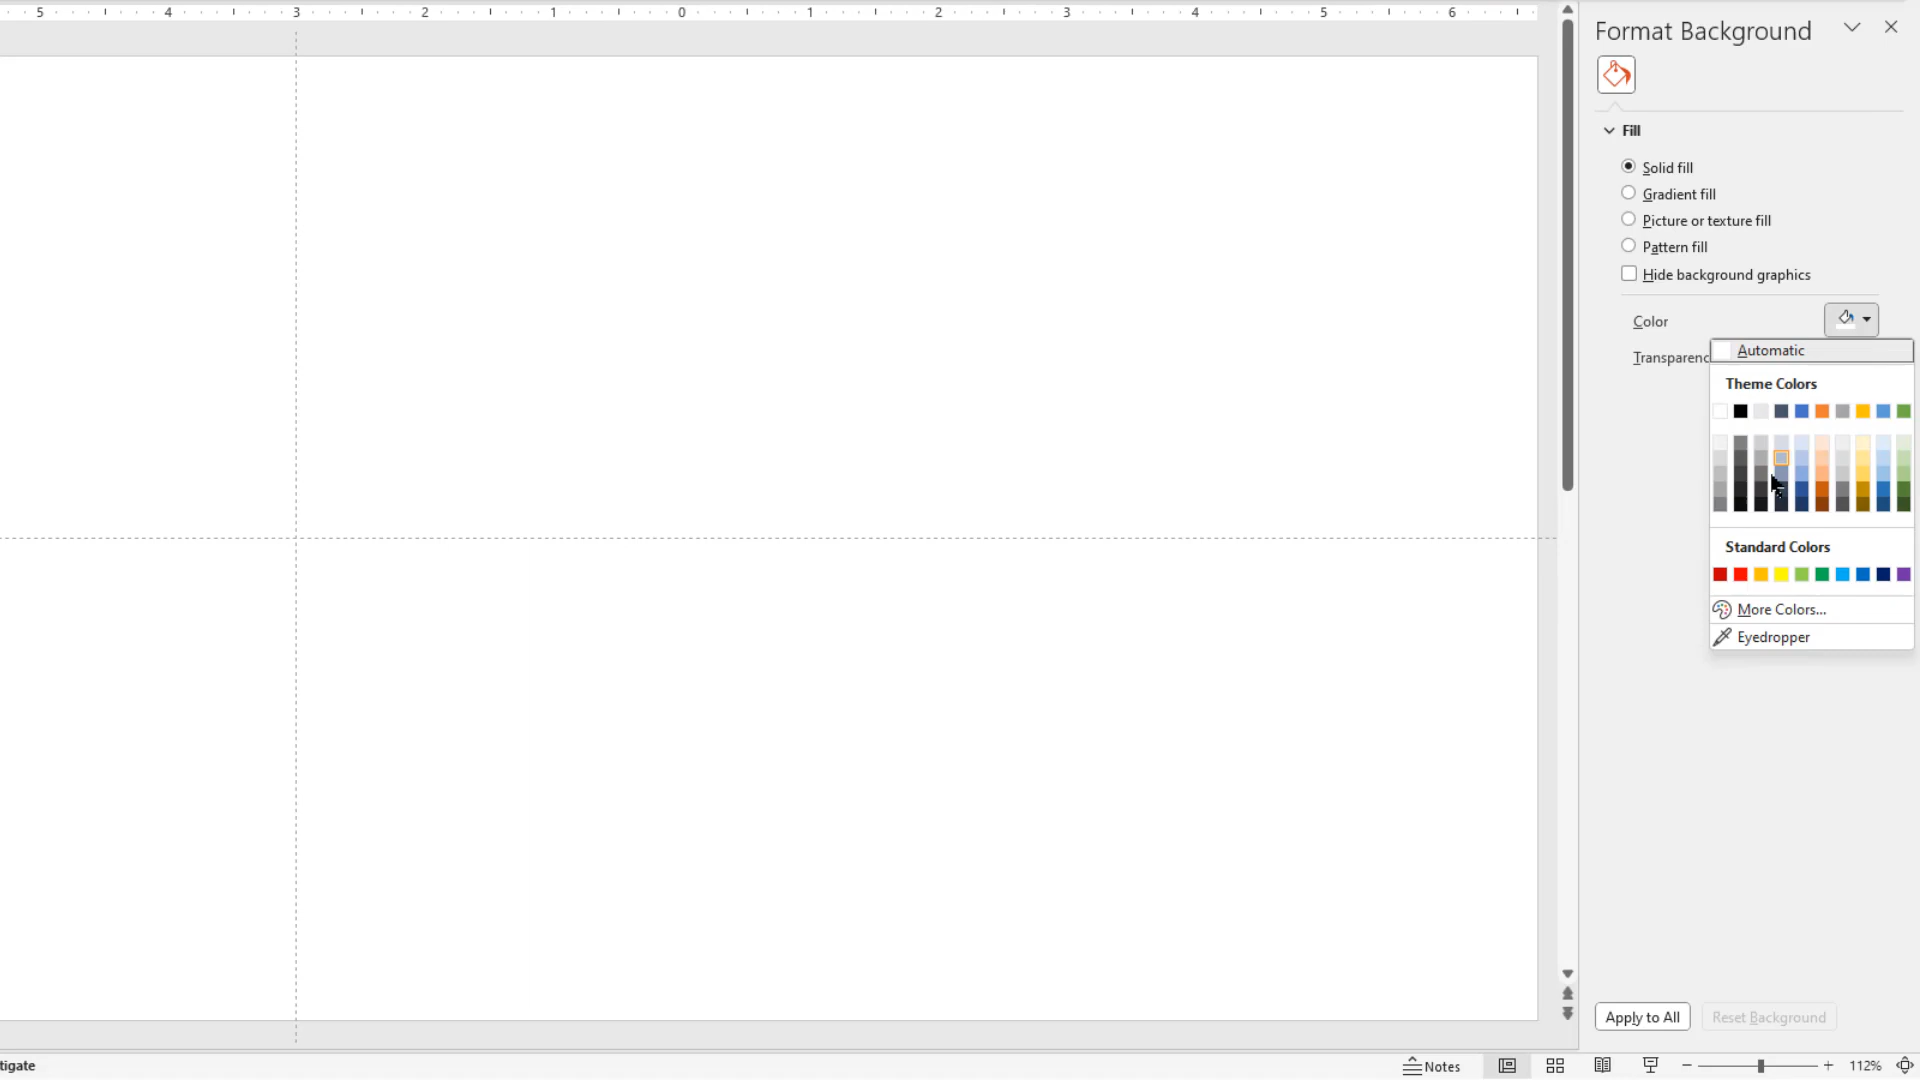 5 4 3 2 1 0 1 2 3 4 5 6
Format Background
Fill
Solid fill
Gradient fill
Picture or texture fill
Pattern fill
Hide background graphics
Color
Transparenc
Automatic
Theme Colors
Standard Colors
More Colors...
Eyedropper
Apply to All
Reset Background
tigate
Notes
112%